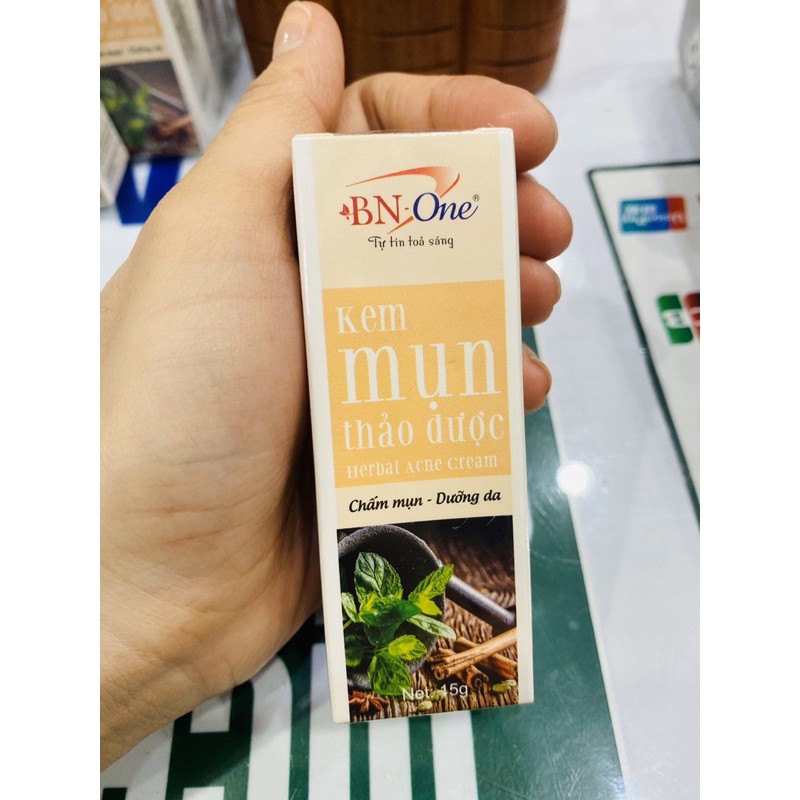 BN-One®
Tự tin toả sáng
Kem
mụn
thảo dược
Herbal Acne Cream
Chấm mụn - Dưỡng da
Net: 15g